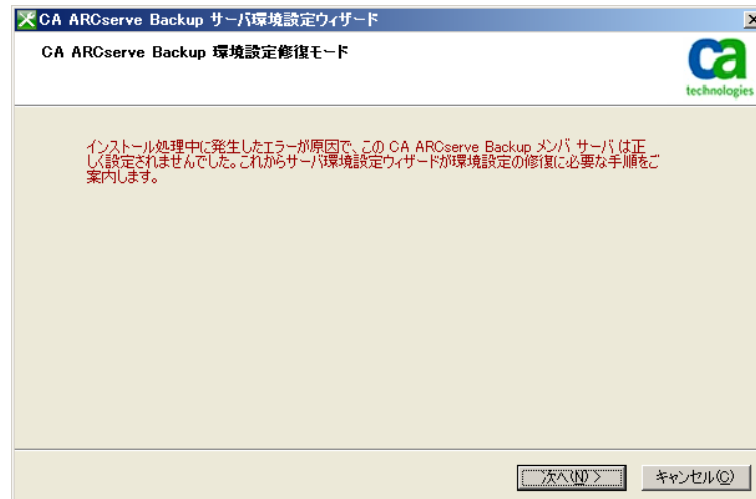 CA ARCserve Backup サーバ環境設定ウィザード
CA ARCserve Backup 環境設定修復モード
ca
technologies
インストール処理中に発生したエラーが原因で、この CA ARCserve Backup メンバ サーバ は正
しく設定されませんでした。これからサーバ環境設定ウィザードが環境設定の修復に必要な手順をご
案内します。
次へ(N) >
キャンセル(C)